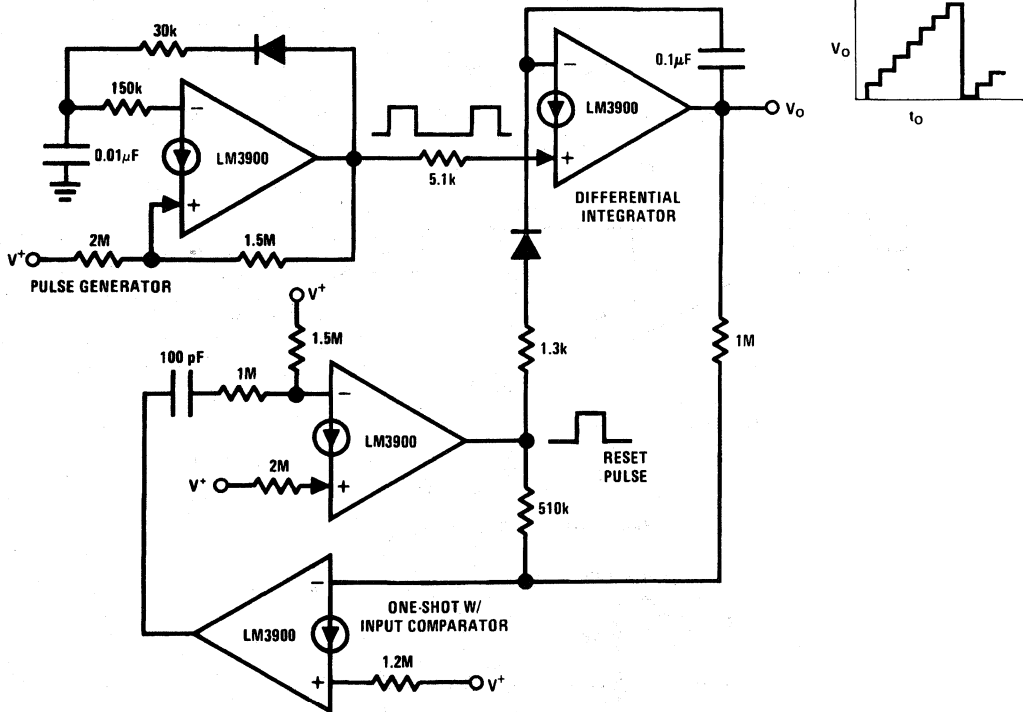 30k
150k
−
LM3900
0.01μF
+
2M
1.5M
V+
PULSE GENERATOR
5.1k
−
0.1μF
LM3900
+
VO
DIFFERENTIAL
INTEGRATOR
VO
tO
V+
1.5M
100 pF
1M
−
LM3900
2M
V+
+
1.3k
1M
RESET
PULSE
510k
−
ONE-SHOT W/
INPUT COMPARATOR
LM3900
1.2M
+
V+